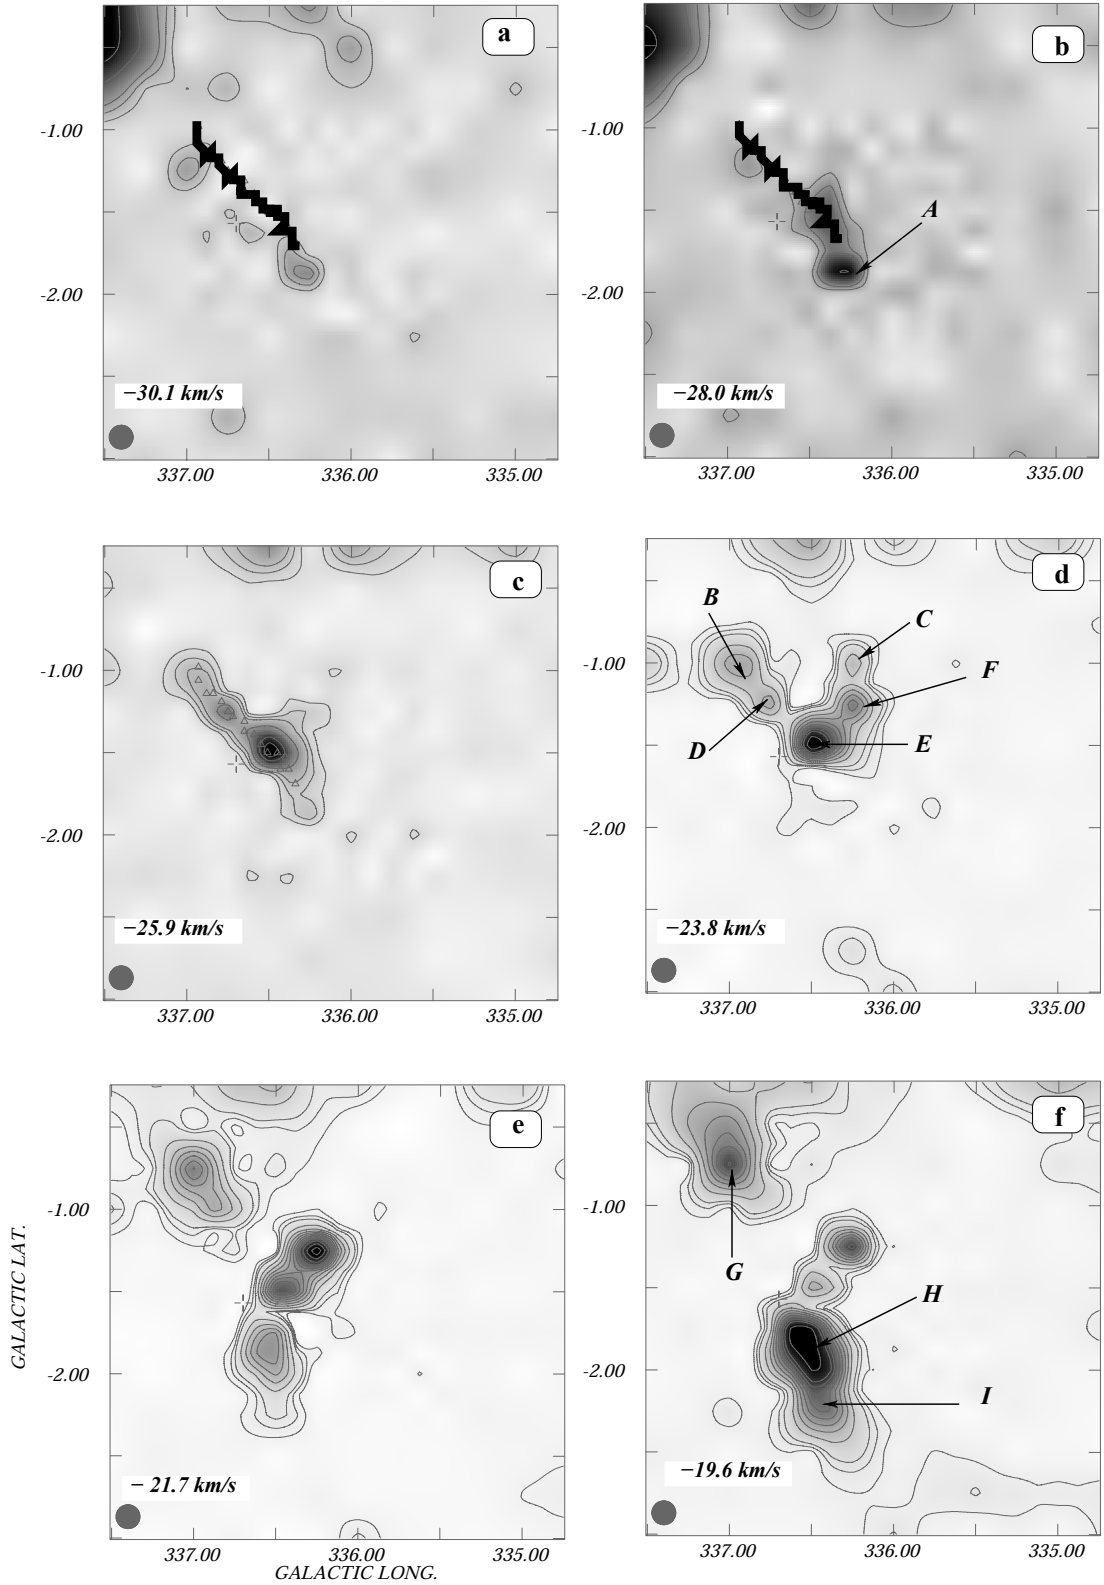 a
b
-1.00
-1.00
A
-2.00
-2.00
−30.1 km/s
−28.0 km/s
337.00 336.00 335.00
337.00 336.00 335.00
c
d
B
C
-1.00
-1.00
F
D
E
-2.00
-2.00
−25.9 km/s
−23.8 km/s
337.00 336.00 335.00
337.00 336.00 335.00
e
f
-1.00
-1.00
G
H
GALACTIC LAT.
-2.00
-2.00
I
− 21.7 km/s
−19.6 km/s
337.00 336.00 335.00
337.00 336.00 335.00
GALACTIC LONG.